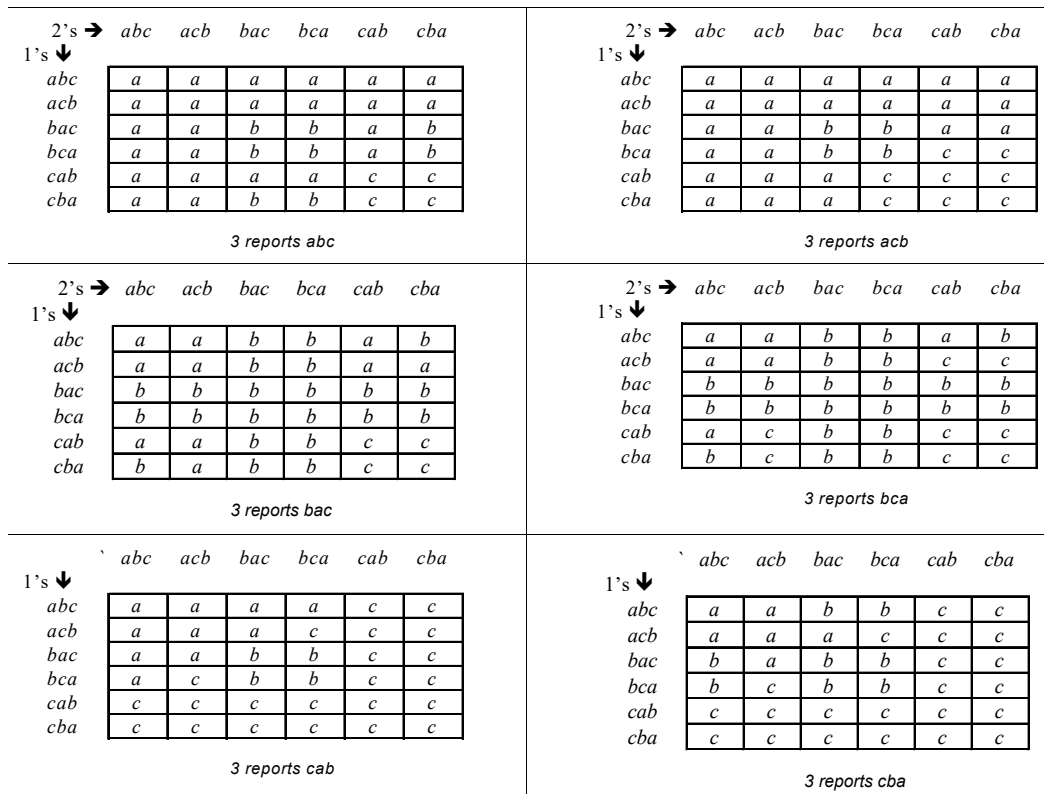 2's ➔ abc acb bac bca cab cba
1's 🡫
abc a a a a a a
acb a a a a a a
bac a a b b a b
bca a a b b a b
cab a a a a c c
cba a a b b c c
3 reports abc
2's ➔ abc acb bac bca cab cba
1's 🡫
abc a a a a a a
acb a a a a a a
bac a a b b a a
bca a a b b c c
cab a a a c c c
cba a a a c c c
3 reports acb
2's ➔ abc acb bac bca cab cba
1's 🡫
abc a a b b a b
acb a a b b a a
bac b b b b b b
bca b b b b b b
cab a a b b c c
cba b a b b c c
3 reports bac
2's ➔ abc acb bac bca cab cba
1's 🡫
abc a a b b a b
acb a a b b c c
bac b b b b b b
bca b b b b b b
cab a c b b c c
cba b c b b c c
3 reports bca
` abc acb bac bca cab cba
1's 🡫
abc a a a a c c
acb a a a c c c
bac a a b b c c
bca a c b b c c
cab c c c c c c
cba c c c c c c
3 reports cab
` abc acb bac bca cab cba
1's 🡫
abc a a b b c c
acb a a a c c c
bac b a b b c c
bca b c b b c c
cab c c c c c c
cba c c c c c c
3 reports cba